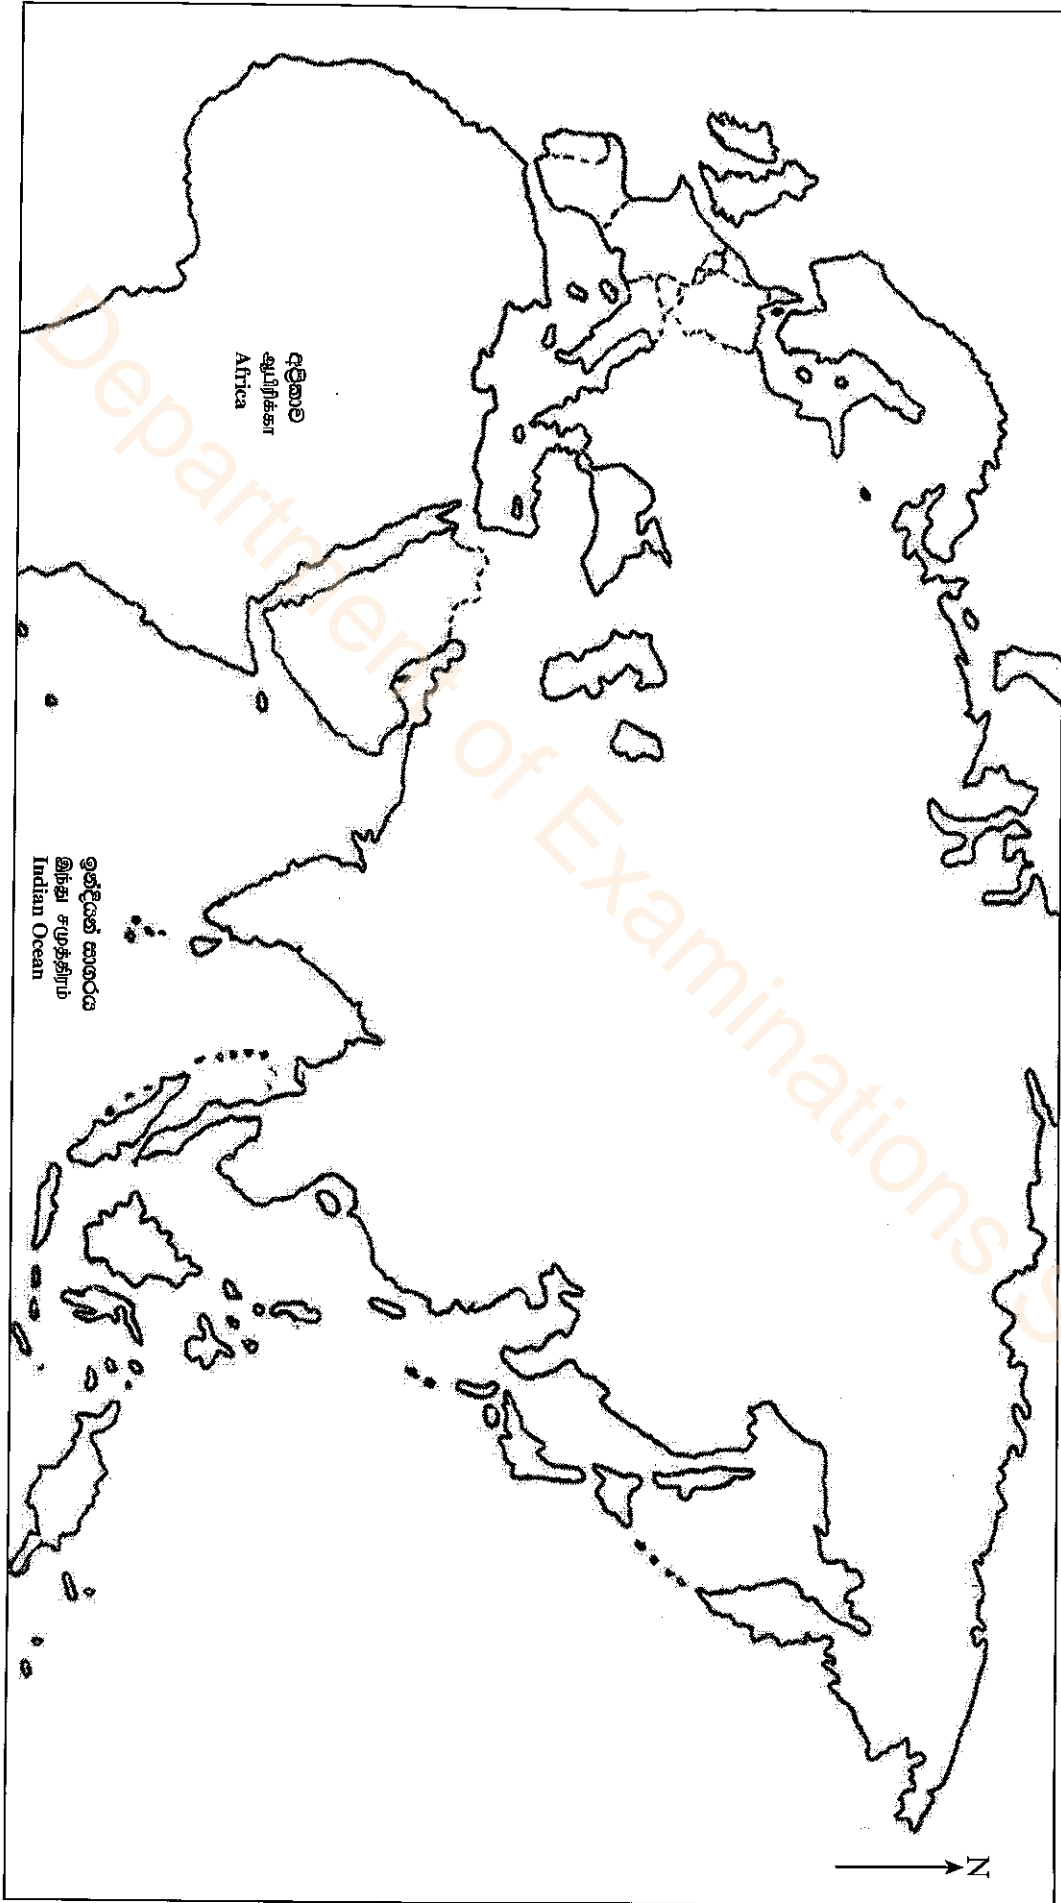 අප්‍රිකාව
ஆபிரிக்கா
Africa
ඉන්දියන් සාගරය
இந்து சமுத்திரம்
Indian Ocean
N
Department of Examinations S